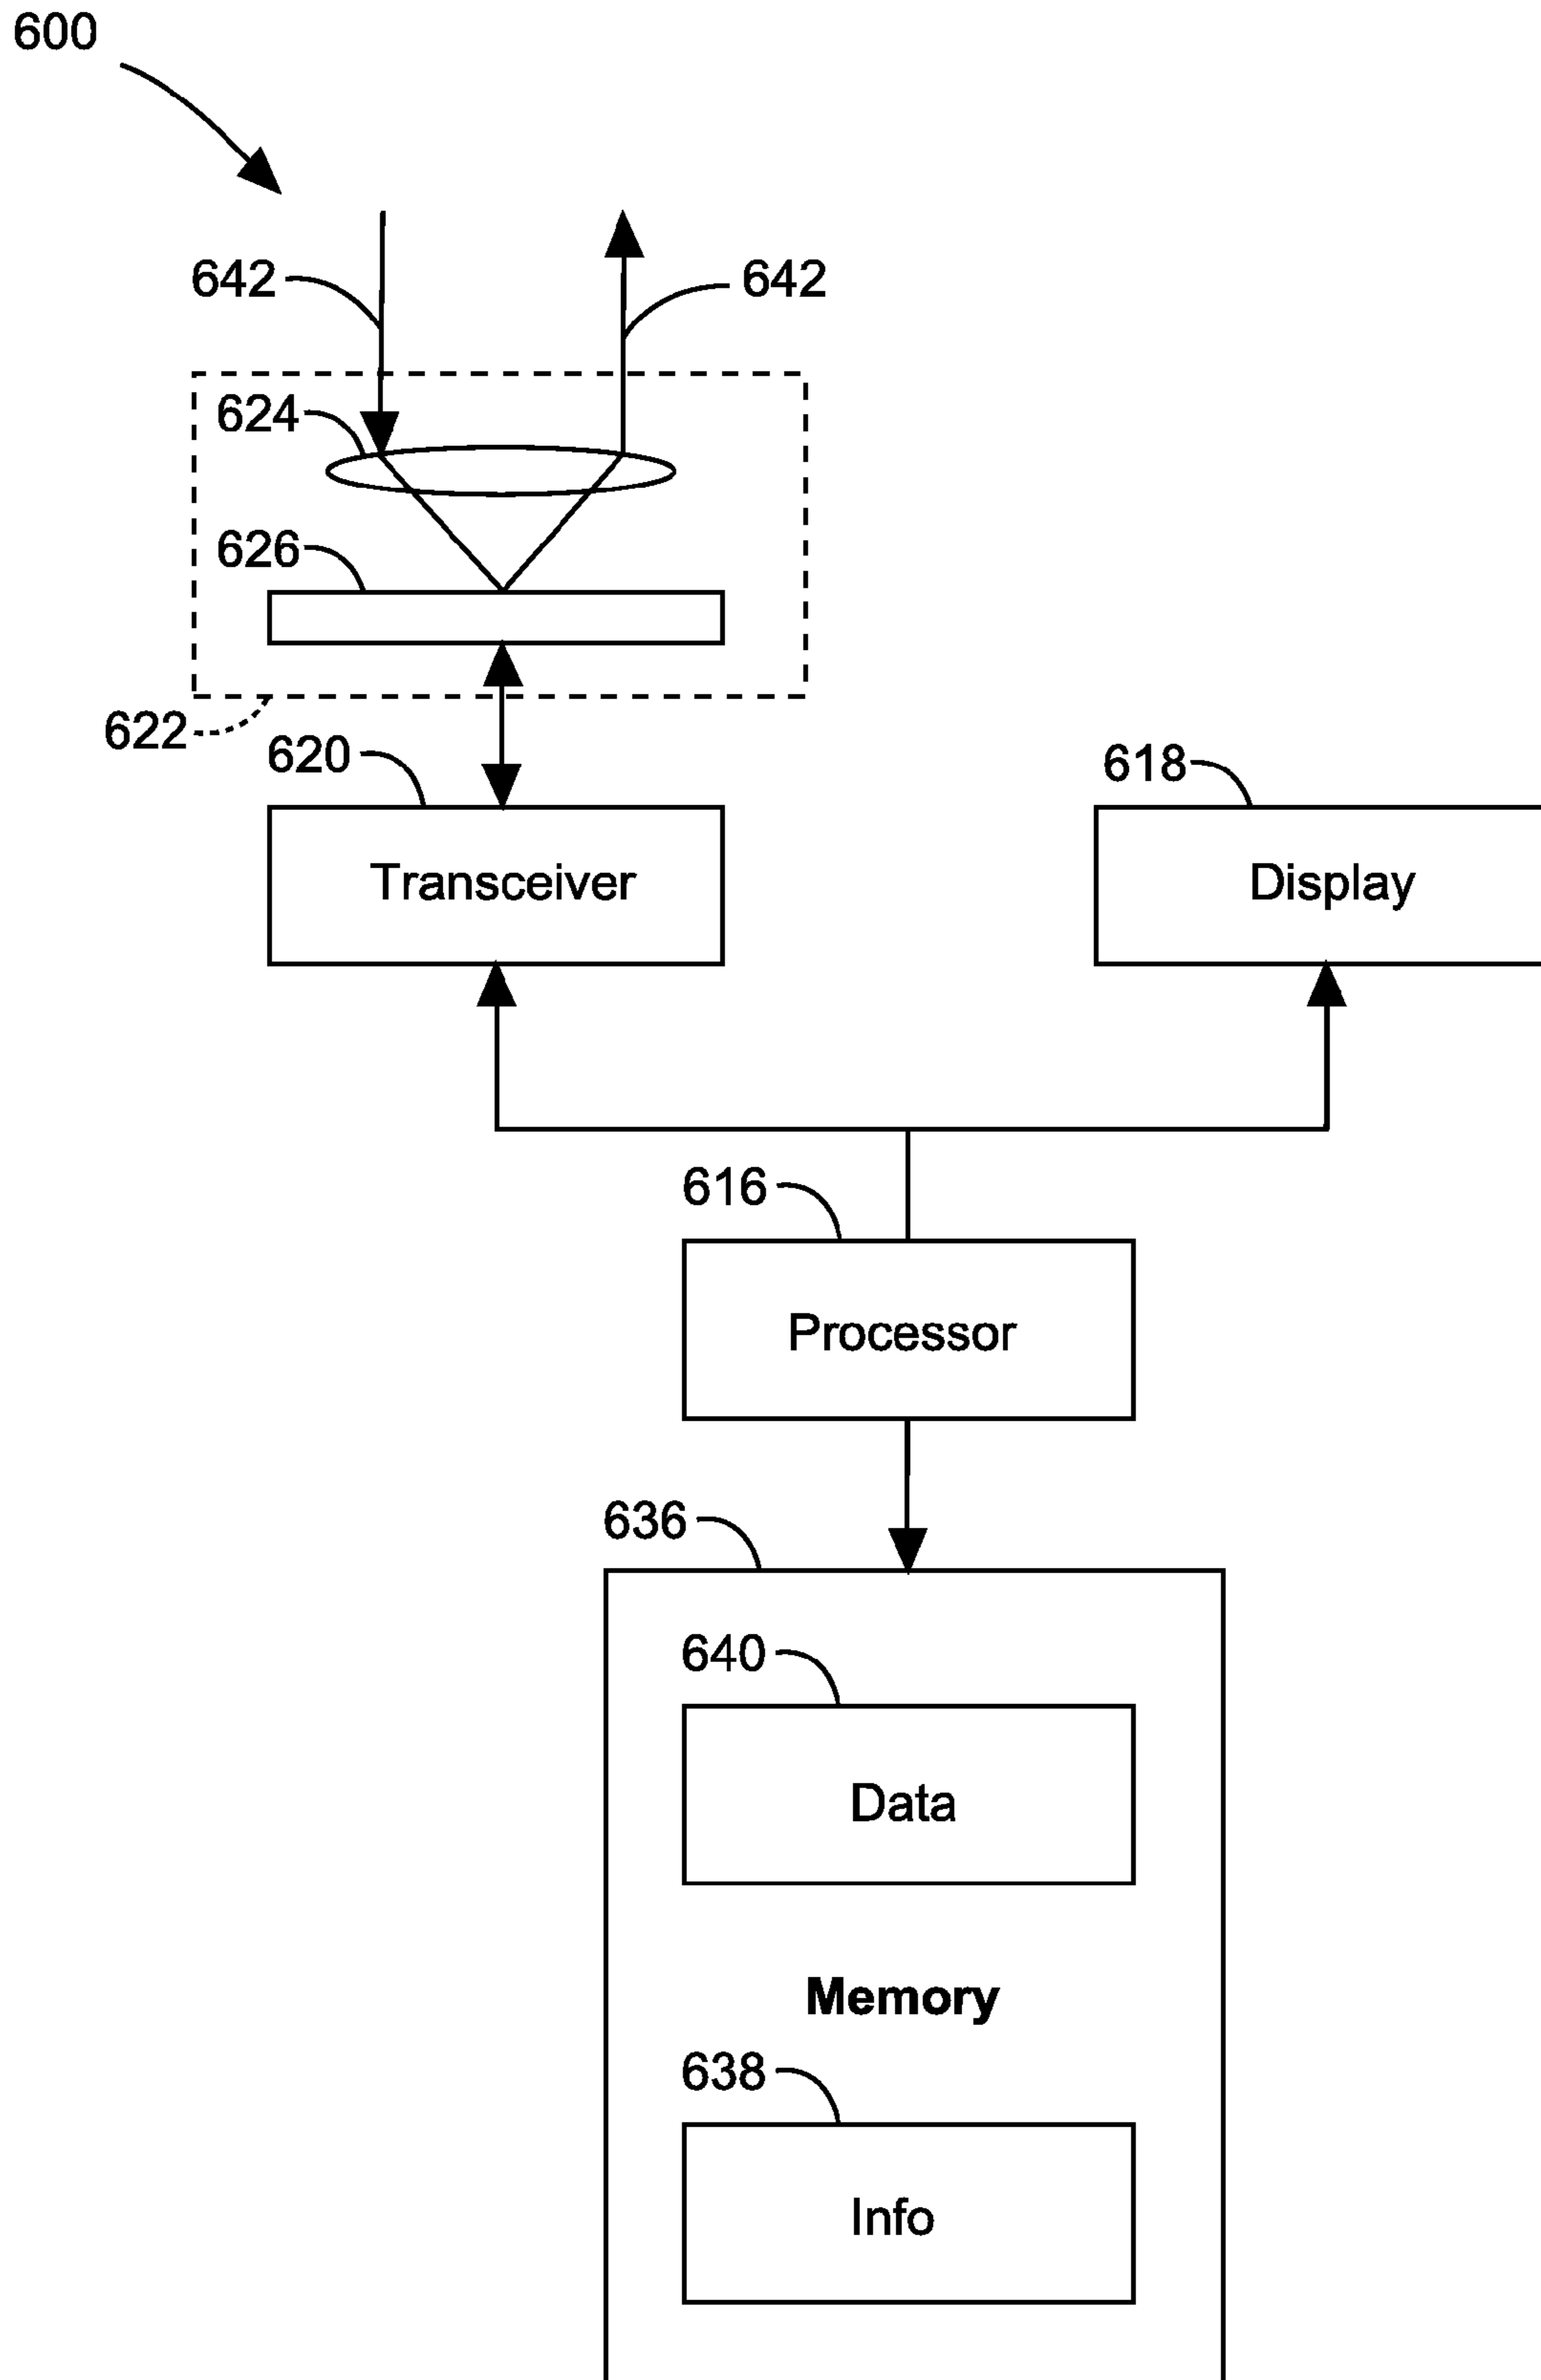 600
642
642
624
626
622
620
618
Transceiver
Display
616
Processor
636
640
Data
Memory
638
Info